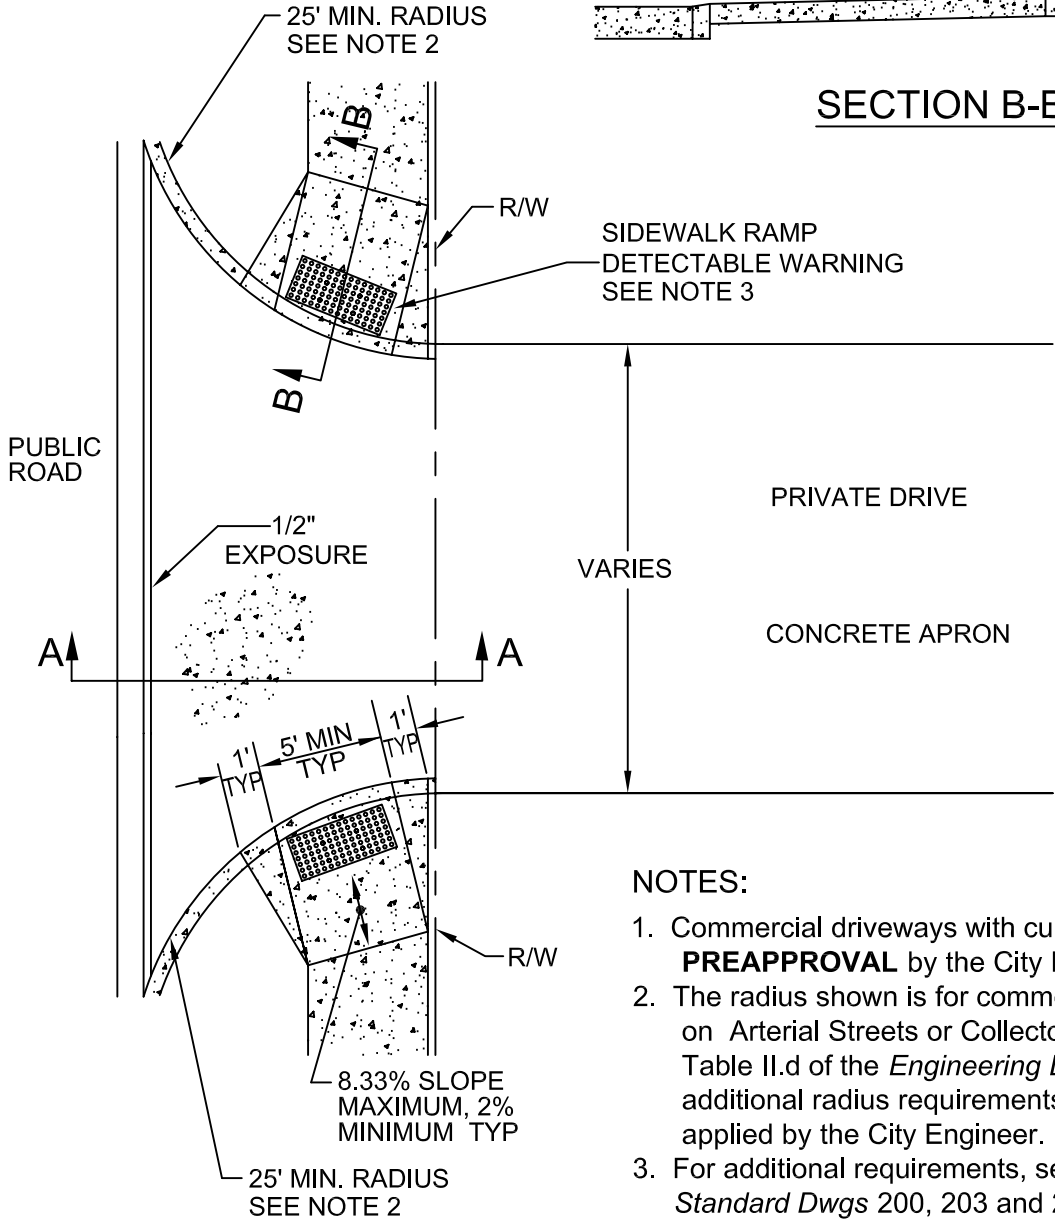 25' MIN. RADIUS
SEE NOTE 2
SECTION B-B
B
R/W
SIDEWALK RAMP
DETECTABLE WARNING
SEE NOTE 3
B
PUBLIC
ROAD
1/2"
EXPOSURE
PRIVATE DRIVE
VARIES
CONCRETE APRON
A
A
1'
TYP
5' MIN
TYP
1'
TYP
R/W
8.33% SLOPE
MAXIMUM, 2%
MINIMUM TYP
25' MIN. RADIUS
SEE NOTE 2
NOTES:
1. Commercial driveways with cu
PREAPPROVAL by the City
2. The radius shown is for comme
on Arterial Streets or Collecto
Table II.d of the Engineering
additional radius requirements
applied by the City Engineer.
3. For additional requirements, se
Standard Dwgs 200, 203 and